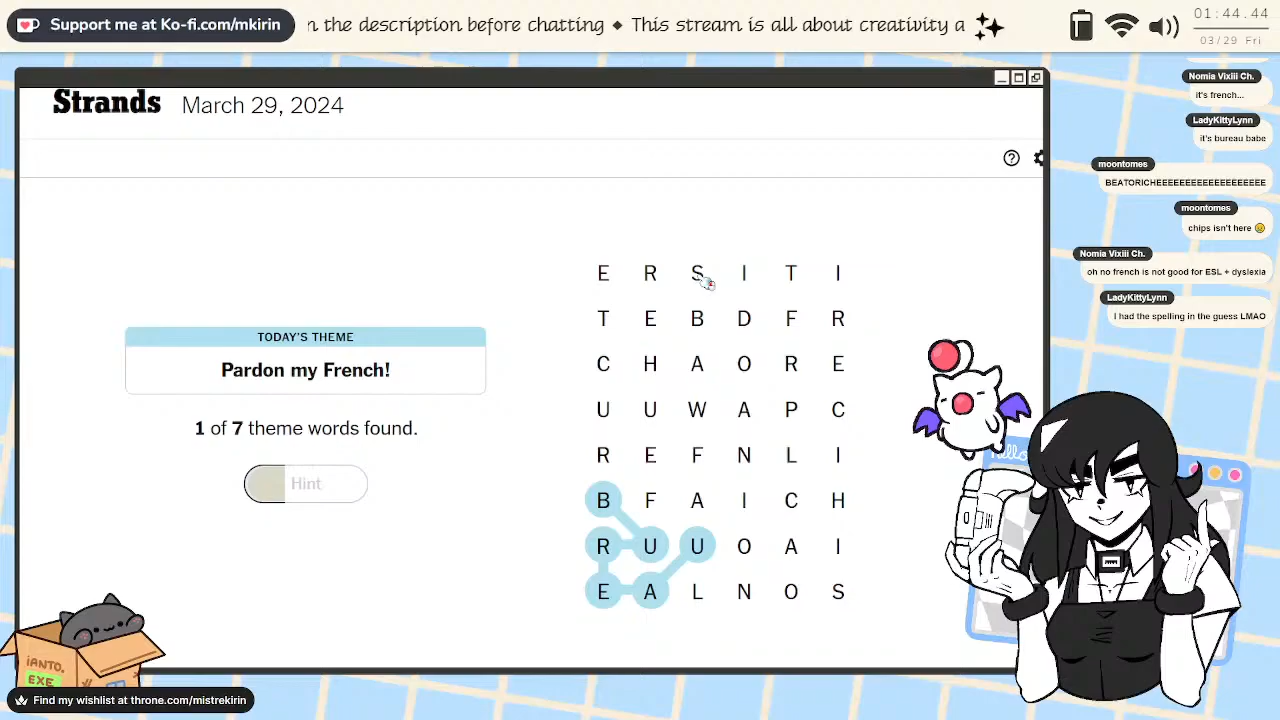 Support me at Ko-fi.com/mkirin
n the description before chatting ◆ This stream is all about creativity a
01:44.44
03/29 Fri
Strands March 29, 2024
TODAY'S THEME
Pardon my French!
1 of 7 theme words found.
Hint
E R S I T I
T E B D F R
C H A O R E
U U W A P C
R E F N L I
B F A I C H
R U U O A I
E A L N O S
Nomia Vixiii Ch.
it's french...
LadyKittyLynn
it's bureau babe
moontomes
BEATORICHEEEEEEEEEEEEEEEEEEE
moontomes
chips isn't here
Nomia Vixiii Ch.
oh no french is not good for ESL + dyslexia
LadyKittyLynn
I had the spelling in the guess LMAO
iANTO.
EXE
Find my wishlist at throne.com/mistrekirin